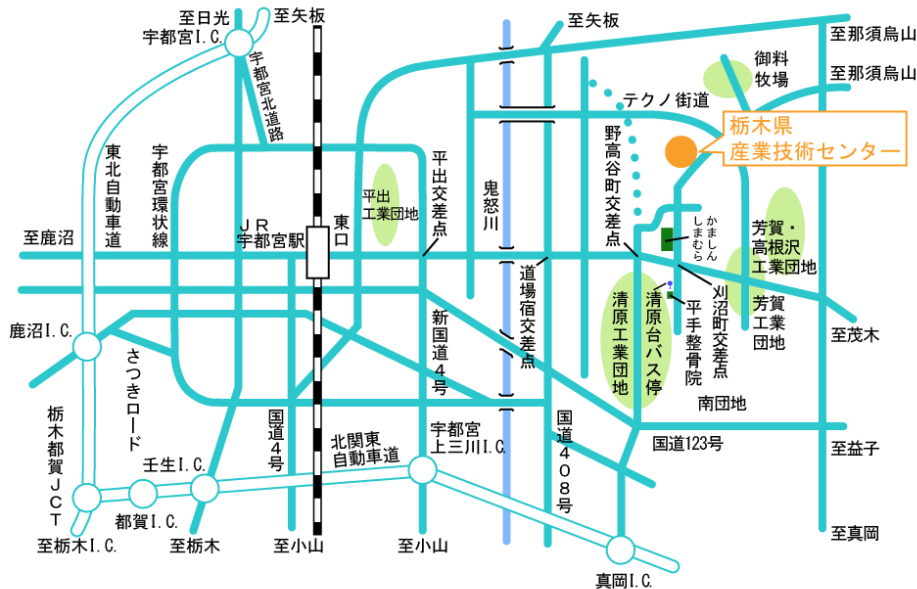 至日光
至矢板
宇都宮I.C.
宇都宮北道路
至矢板
至那須烏山
御料
牧場
至那須烏山
テクノ街道
栃木県
産業技術センター
東北自動車道
宇都宮環状線
平出
工業団地
平出交差点
鬼怒川
野高谷町交差点
JR
宇都宮駅
東口
至鹿沼
かましん
しまむら
芳賀・
高根沢
工業団地
道場宿交差点
清原工業団地
清原台バス停
平手整骨院
刈沼町交差点
芳賀
工業
団地
至茂木
鹿沼I.C.
さつきロード
新国道4号
南団地
栃木都賀JCT
国道4号
北関東
自動車道
宇都宮
上三川I.C.
国道408号
国道123号
至益子
壬生I.C.
都賀I.C.
至栃木I.C.
至栃木
至小山
至小山
真岡I.C.
至真岡